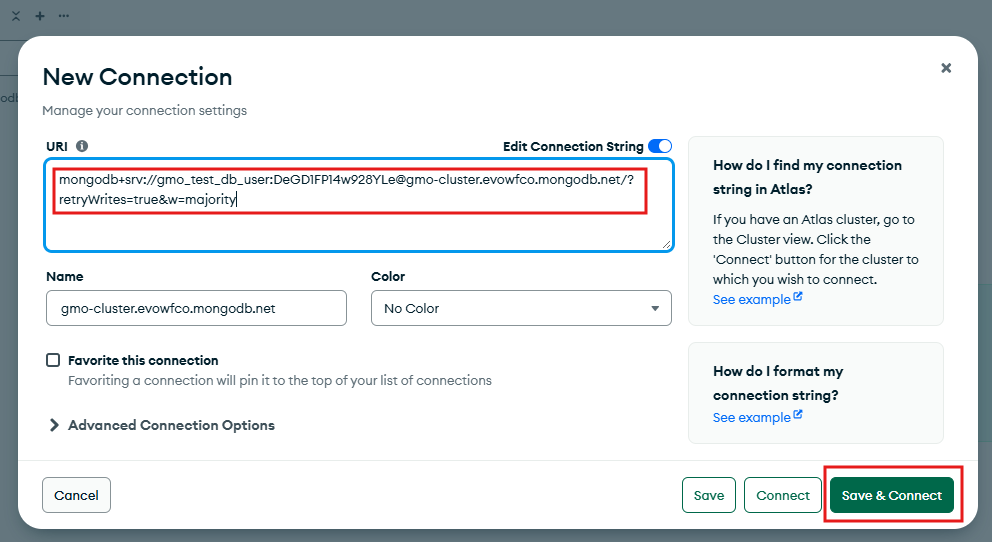 odb
New Connection
Manage your connection settings
URI
Edit Connection String
mongodb+srv://gmo_test_db_user:DeGD1FP14w928YLe@gmo-cluster.evowfco.mongodb.net/?
retryWrites=true&w=majority
Name
Color
gmo-cluster.evowfco.mongodb.net
No Color
Favorite this connection
Favoriting a connection will pin it to the top of your list of connections
Advanced Connection Options
How do I find my connection
string in Atlas?
If you have an Atlas cluster, go to
the Cluster view. Click the
'Connect' button for the cluster to
which you wish to connect.
See example
How do I format my
connection string?
See example
Cancel
Save
Connect
Save & Connect